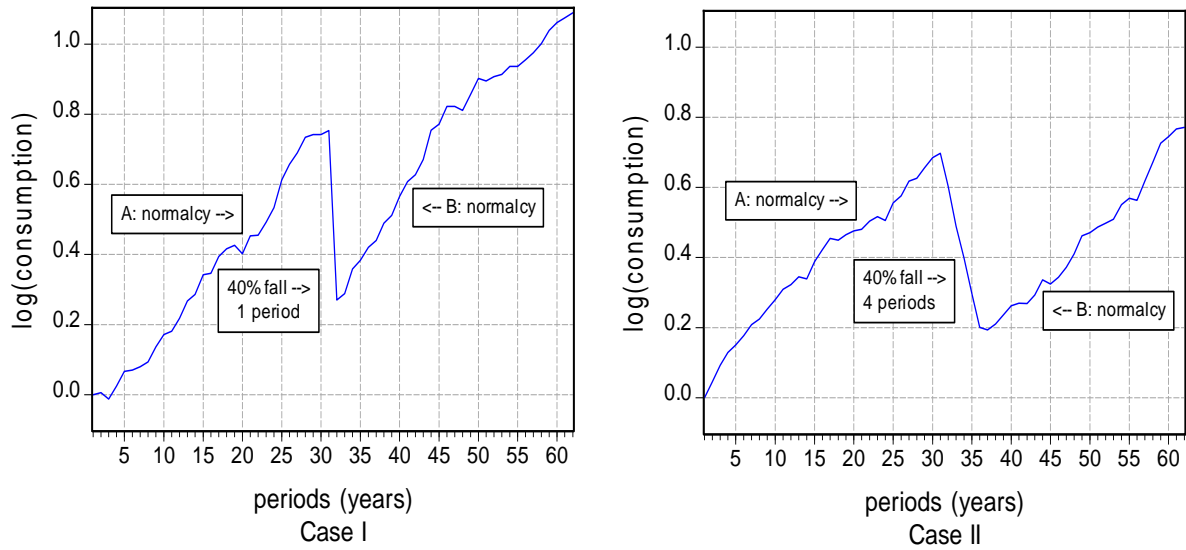 log(consumption)
1.0
0.8
0.6
0.4
0.2
0.0
A: normalcy -->
40% fall -->
1 period
<-- B: normalcy
5 10 15 20 25 30 35 40 45 50 55 60
periods (years)
Case I
log(consumption)
1.0
0.8
0.6
0.4
0.2
0.0
A: normalcy -->
40% fall -->
4 periods
<-- B: normalcy
5 10 15 20 25 30 35 40 45 50 55 60
periods (years)
Case II